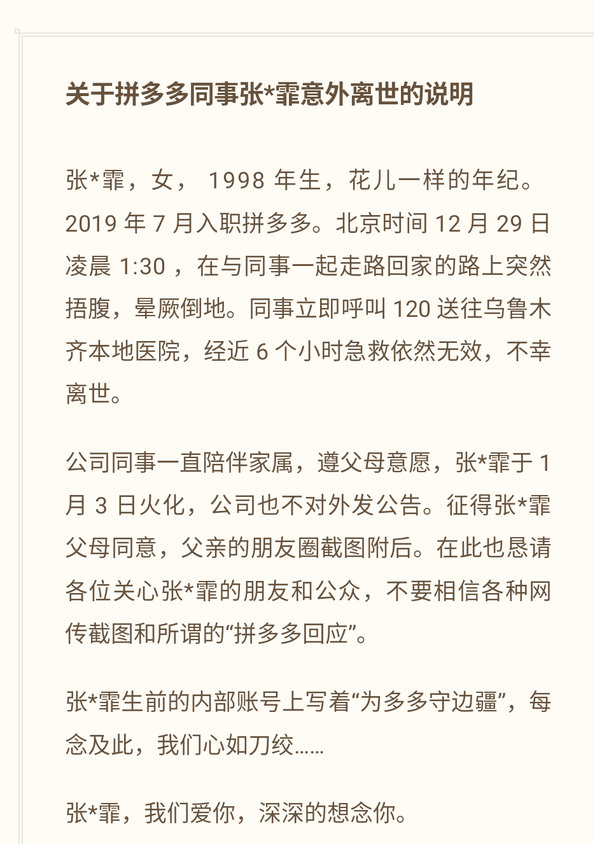 关于拼多多同事张*霏意外离世的说明
张*霏，女， 1998 年生，花儿一样的年纪。
2019 年 7 月入职拼多多。北京时间 12 月 29 日
凌晨 1:30 ，在与同事一起走路回家的路上突然
捂腹，晕厥倒地。同事立即呼叫 120 送往乌鲁木
齐本地医院，经近 6 个小时急救依然无效，不幸
离世。
公司同事一直陪伴家属，遵父母意愿，张*霏于 1
月 3 日火化，公司也不对外发公告。征得张*霏
父母同意，父亲的朋友圈截图附后。在此也恳请
各位关心张*霏的朋友和公众，不要相信各种网
传截图和所谓的“拼多多回应”。
张*霏生前的内部账号上写着“为多多守边疆”，每
念及此，我们心如刀绞……
张*霏，我们爱你，深深的想念你。